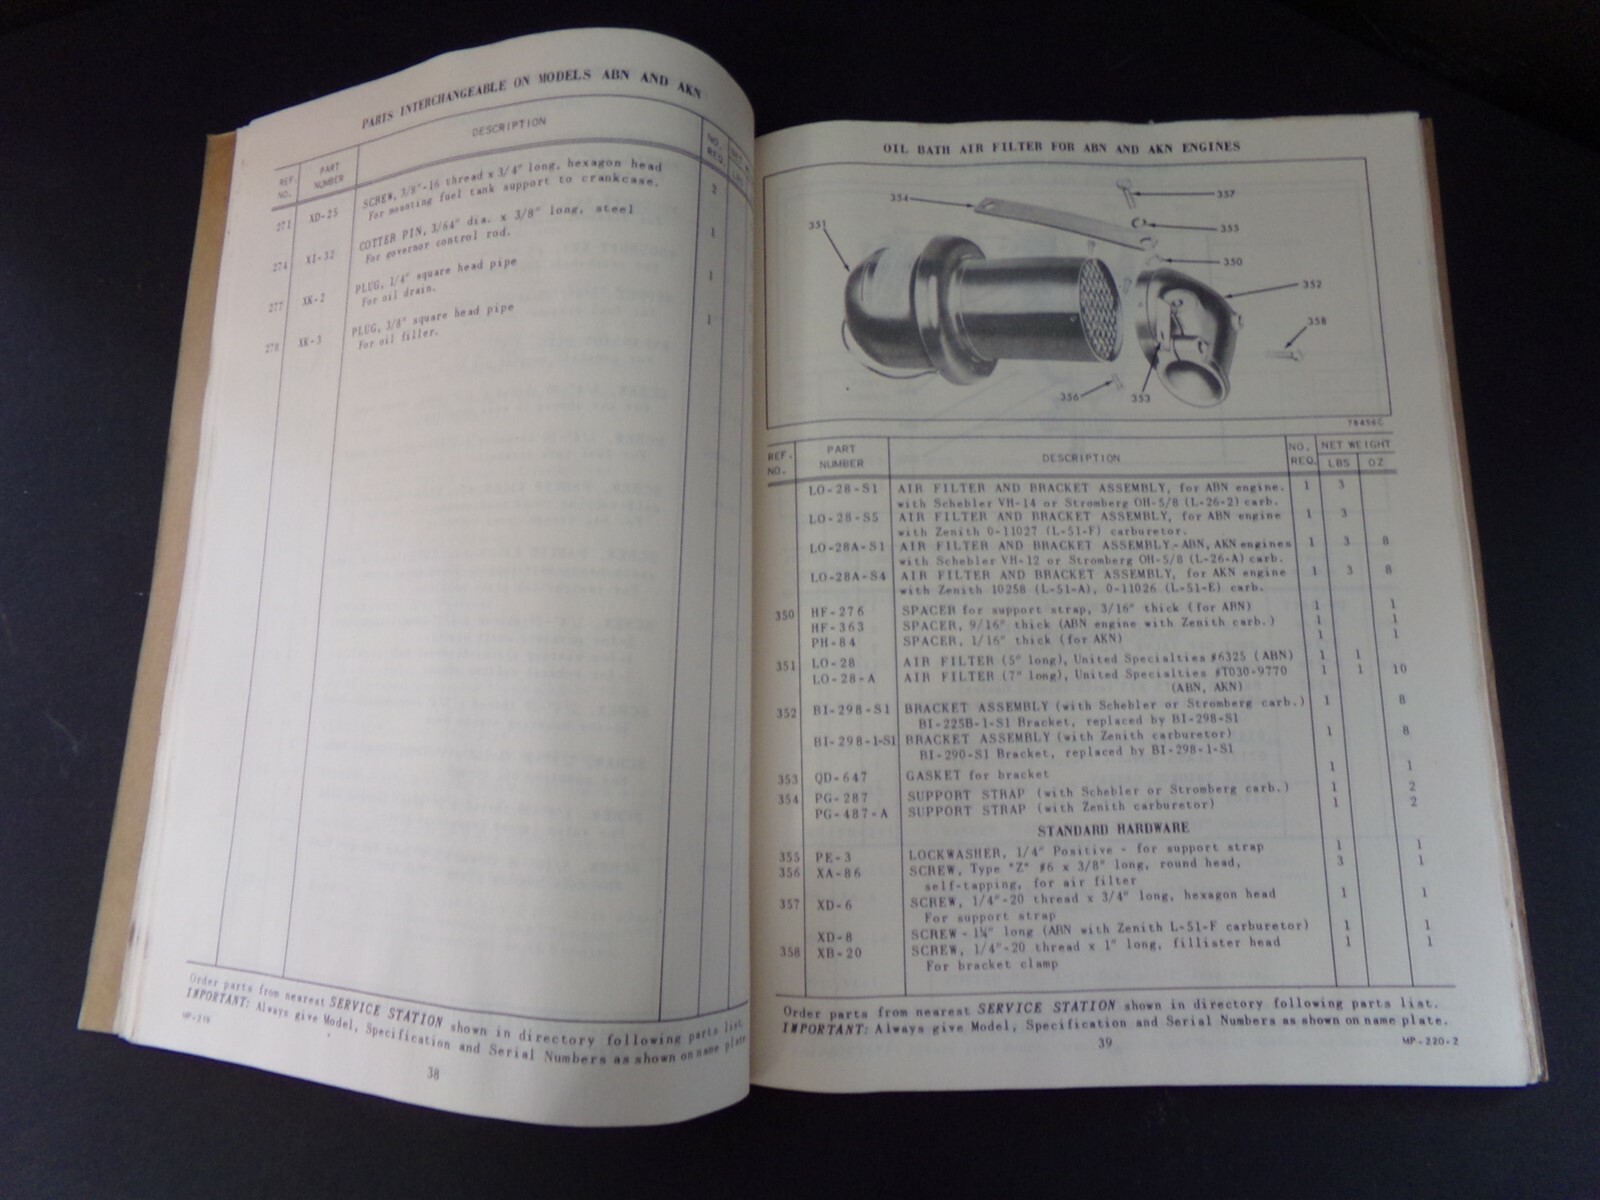 PARTS INTERCHANGEABLE ON MODELS ABN AND AKN
REF. NO. PART NUMBER DESCRIPTION NO. REQ.
271 XD-25 SCREW, 3/8"-16 thread x 3/4" long, hexagon head 2
For mounting fuel tank support to crankcase.
274 XI-32 COTTER PIN, 3/64" dia. x 3/8" long, steel 1
For governor control rod.
277 XK-2 PLUG, 1/4" square head pipe 1
For oil drain.
278 XK-3 PLUG, 3/8" square head pipe 1
For oil filler.
Order parts from nearest SERVICE STATION shown in directory following parts list.
IMPORTANT: Always give Model, Specification and Serial Numbers as shown on name plate.
MP-219
38
OIL BATH AIR FILTER FOR ABN AND AKN ENGINES
354
357
351
355
350
352
358
356
353
78456C
REF. NO. PART NUMBER DESCRIPTION NO. REQ. NET WEIGHT LBS OZ
LO-28-S1 AIR FILTER AND BRACKET ASSEMBLY, for ABN engine. 1 3
with Schebler VH-14 or Stromberg OH-5/8 (L-26-2) carb.
LO-28-S5 AIR FILTER AND BRACKET ASSEMBLY, for ABN engine 1 3
with Zenith 0-11027 (L-51-F) carburetor.
LO-28A-S1 AIR FILTER AND BRACKET ASSEMBLY-ABN, AKN engines 1 3 8
with Schebler VH-12 or Stromberg OH-5/8 (L-26-A) carb.
LO-28A-S4 AIR FILTER AND BRACKET ASSEMBLY, for AKN engine 1 3 8
with Zenith 10258 (L-51-A), 0-11026 (L-51-E) carb.
350 HF-276 SPACER for support strap, 3/16" thick (for ABN) 1 1
HF-363 SPACER, 9/16" thick (ABN engine with Zenith carb.) 1 1
PH-84 SPACER, 1/16" thick (for AKN) 1 1
351 LO-28 AIR FILTER (5" long), United Specialties #6325 (ABN) 1 1
LO-28-A AIR FILTER (7" long), United Specialties #T030-9770 1 1 10
(ABN, AKN)
352 BI-298-S1 BRACKET ASSEMBLY (with Schebler or Stromberg carb.) 1 8
BI-225B-1-S1 Bracket, replaced by BI-298-S1
BI-298-1-S1 BRACKET ASSEMBLY (with Zenith carburetor) 1 8
BI-290-S1 Bracket, replaced by BI-298-1-S1
353 QD-647 GASKET for bracket 1 1
354 PG-287 SUPPORT STRAP (with Schebler or Stromberg carb.) 1 2
PG-487-A SUPPORT STRAP (with Zenith carburetor) 1 2
STANDARD HARDWARE
355 PE-3 LOCKWASHER, 1/4" Positive - for support strap 1 1
356 XA-86 SCREW, Type "Z" #6 x 3/8" long, round head, 3 1
self-tapping, for air filter
357 XD-6 SCREW, 1/4"-20 thread x 3/4" long, hexagon head 1 1
For support strap
XD-8 SCREW - 1¼" long (ABN with Zenith L-51-F carburetor) 1 1
358 XB-20 SCREW, 1/4"-20 thread x 1" long, fillister head 1 1
For bracket clamp
Order parts from nearest SERVICE STATION shown in directory following parts list.
IMPORTANT: Always give Model, Specification and Serial Numbers as shown on name plate.
39
MP-220-2